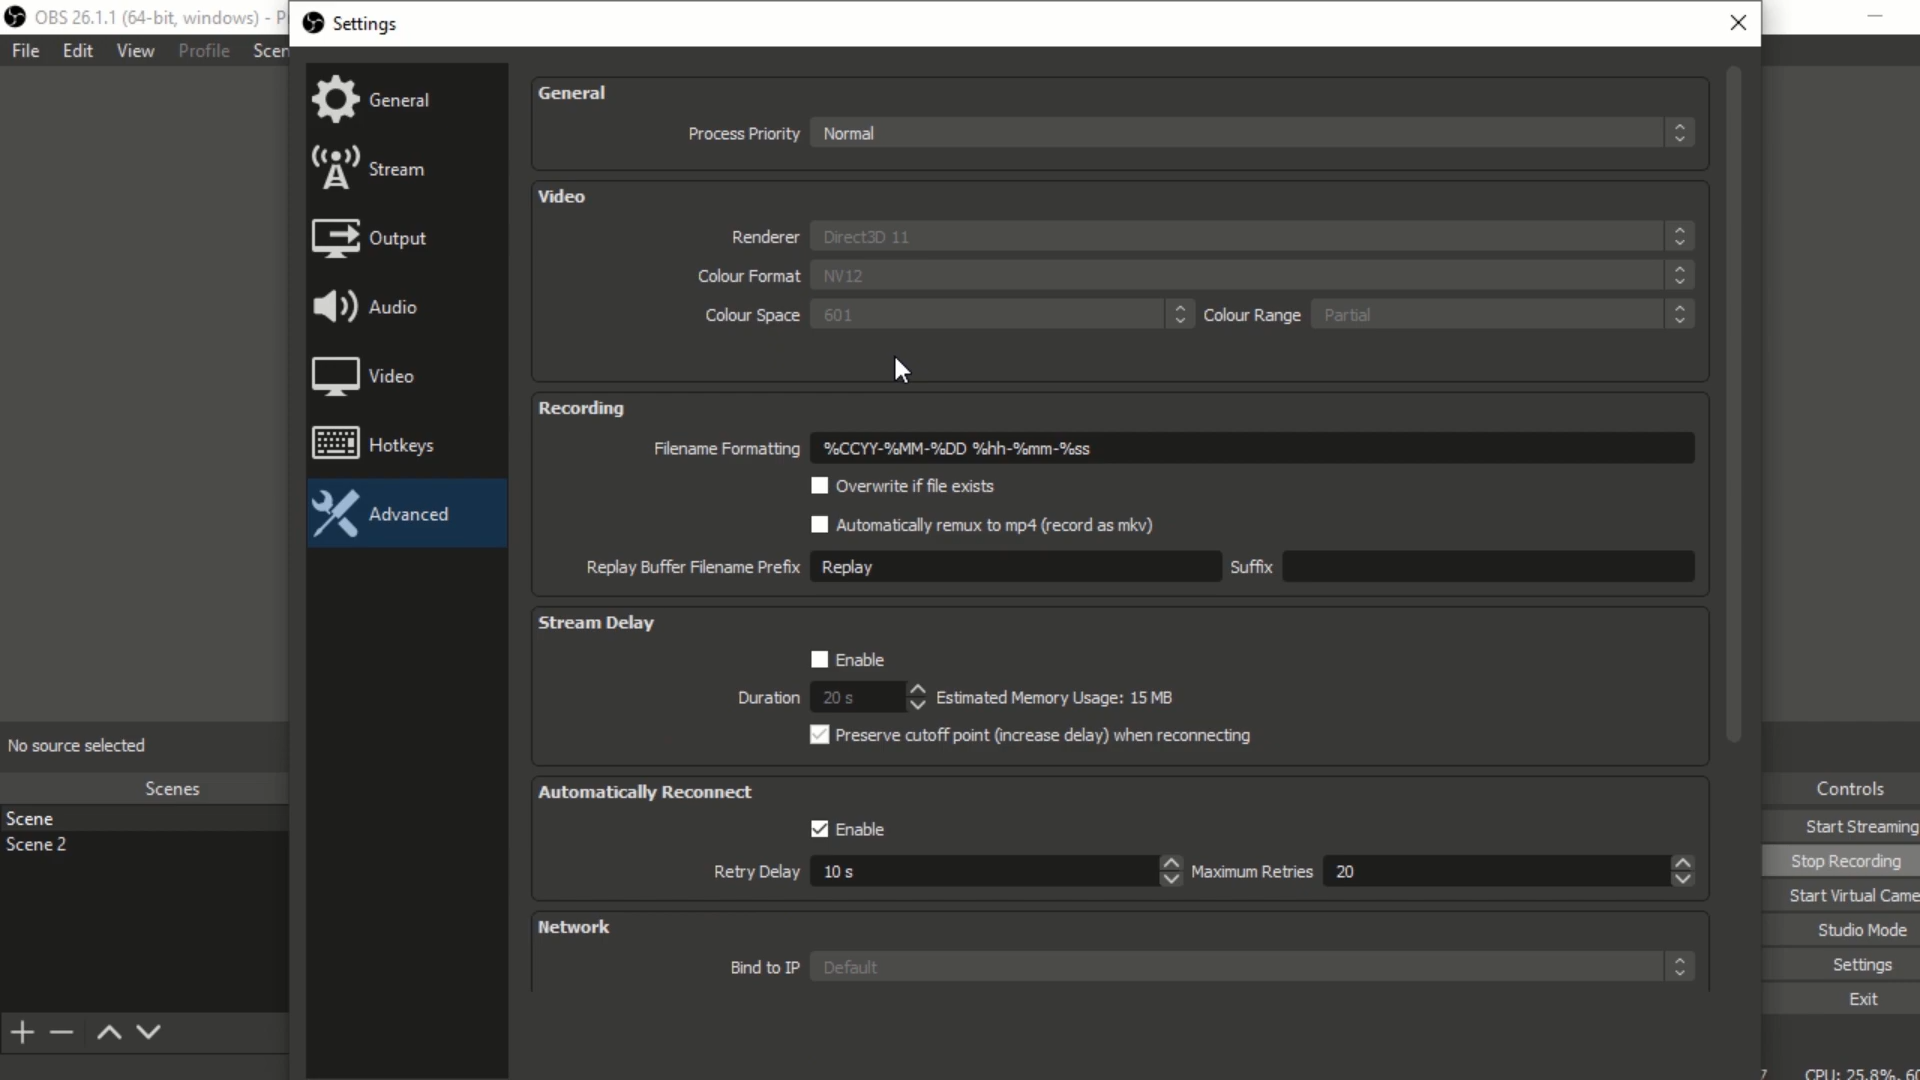 OBS 26.1.1 (64-bit, windows) - P
Settings
File Edit View Profile Scen
General
Stream
Output
Audio
Video
Hotkeys
Advanced
General
Process Priority Normal
Video
Renderer Direct3D 11
Colour Format NV12
Colour Space 601 Colour Range Partial
Recording
Filename Formatting %CCYY-%MM-%DD %hh-%mm-%ss
Overwrite if file exists
Automatically remux to mp4 (record as mkv)
Replay Buffer Filename Prefix Replay Suffix
Stream Delay
Enable
Duration 20 s Estimated Memory Usage: 15 MB
Preserve cutoff point (increase delay) when reconnecting
Automatically Reconnect
Enable
Retry Delay 10 s Maximum Retries 20
Network
Bind to IP Default
No source selected
Scenes
Scene
Scene 2
Controls
Start Streaming
Stop Recording
Start Virtual Came
Studio Mode
Settings
Exit
7 CPU: 25.8%, 60